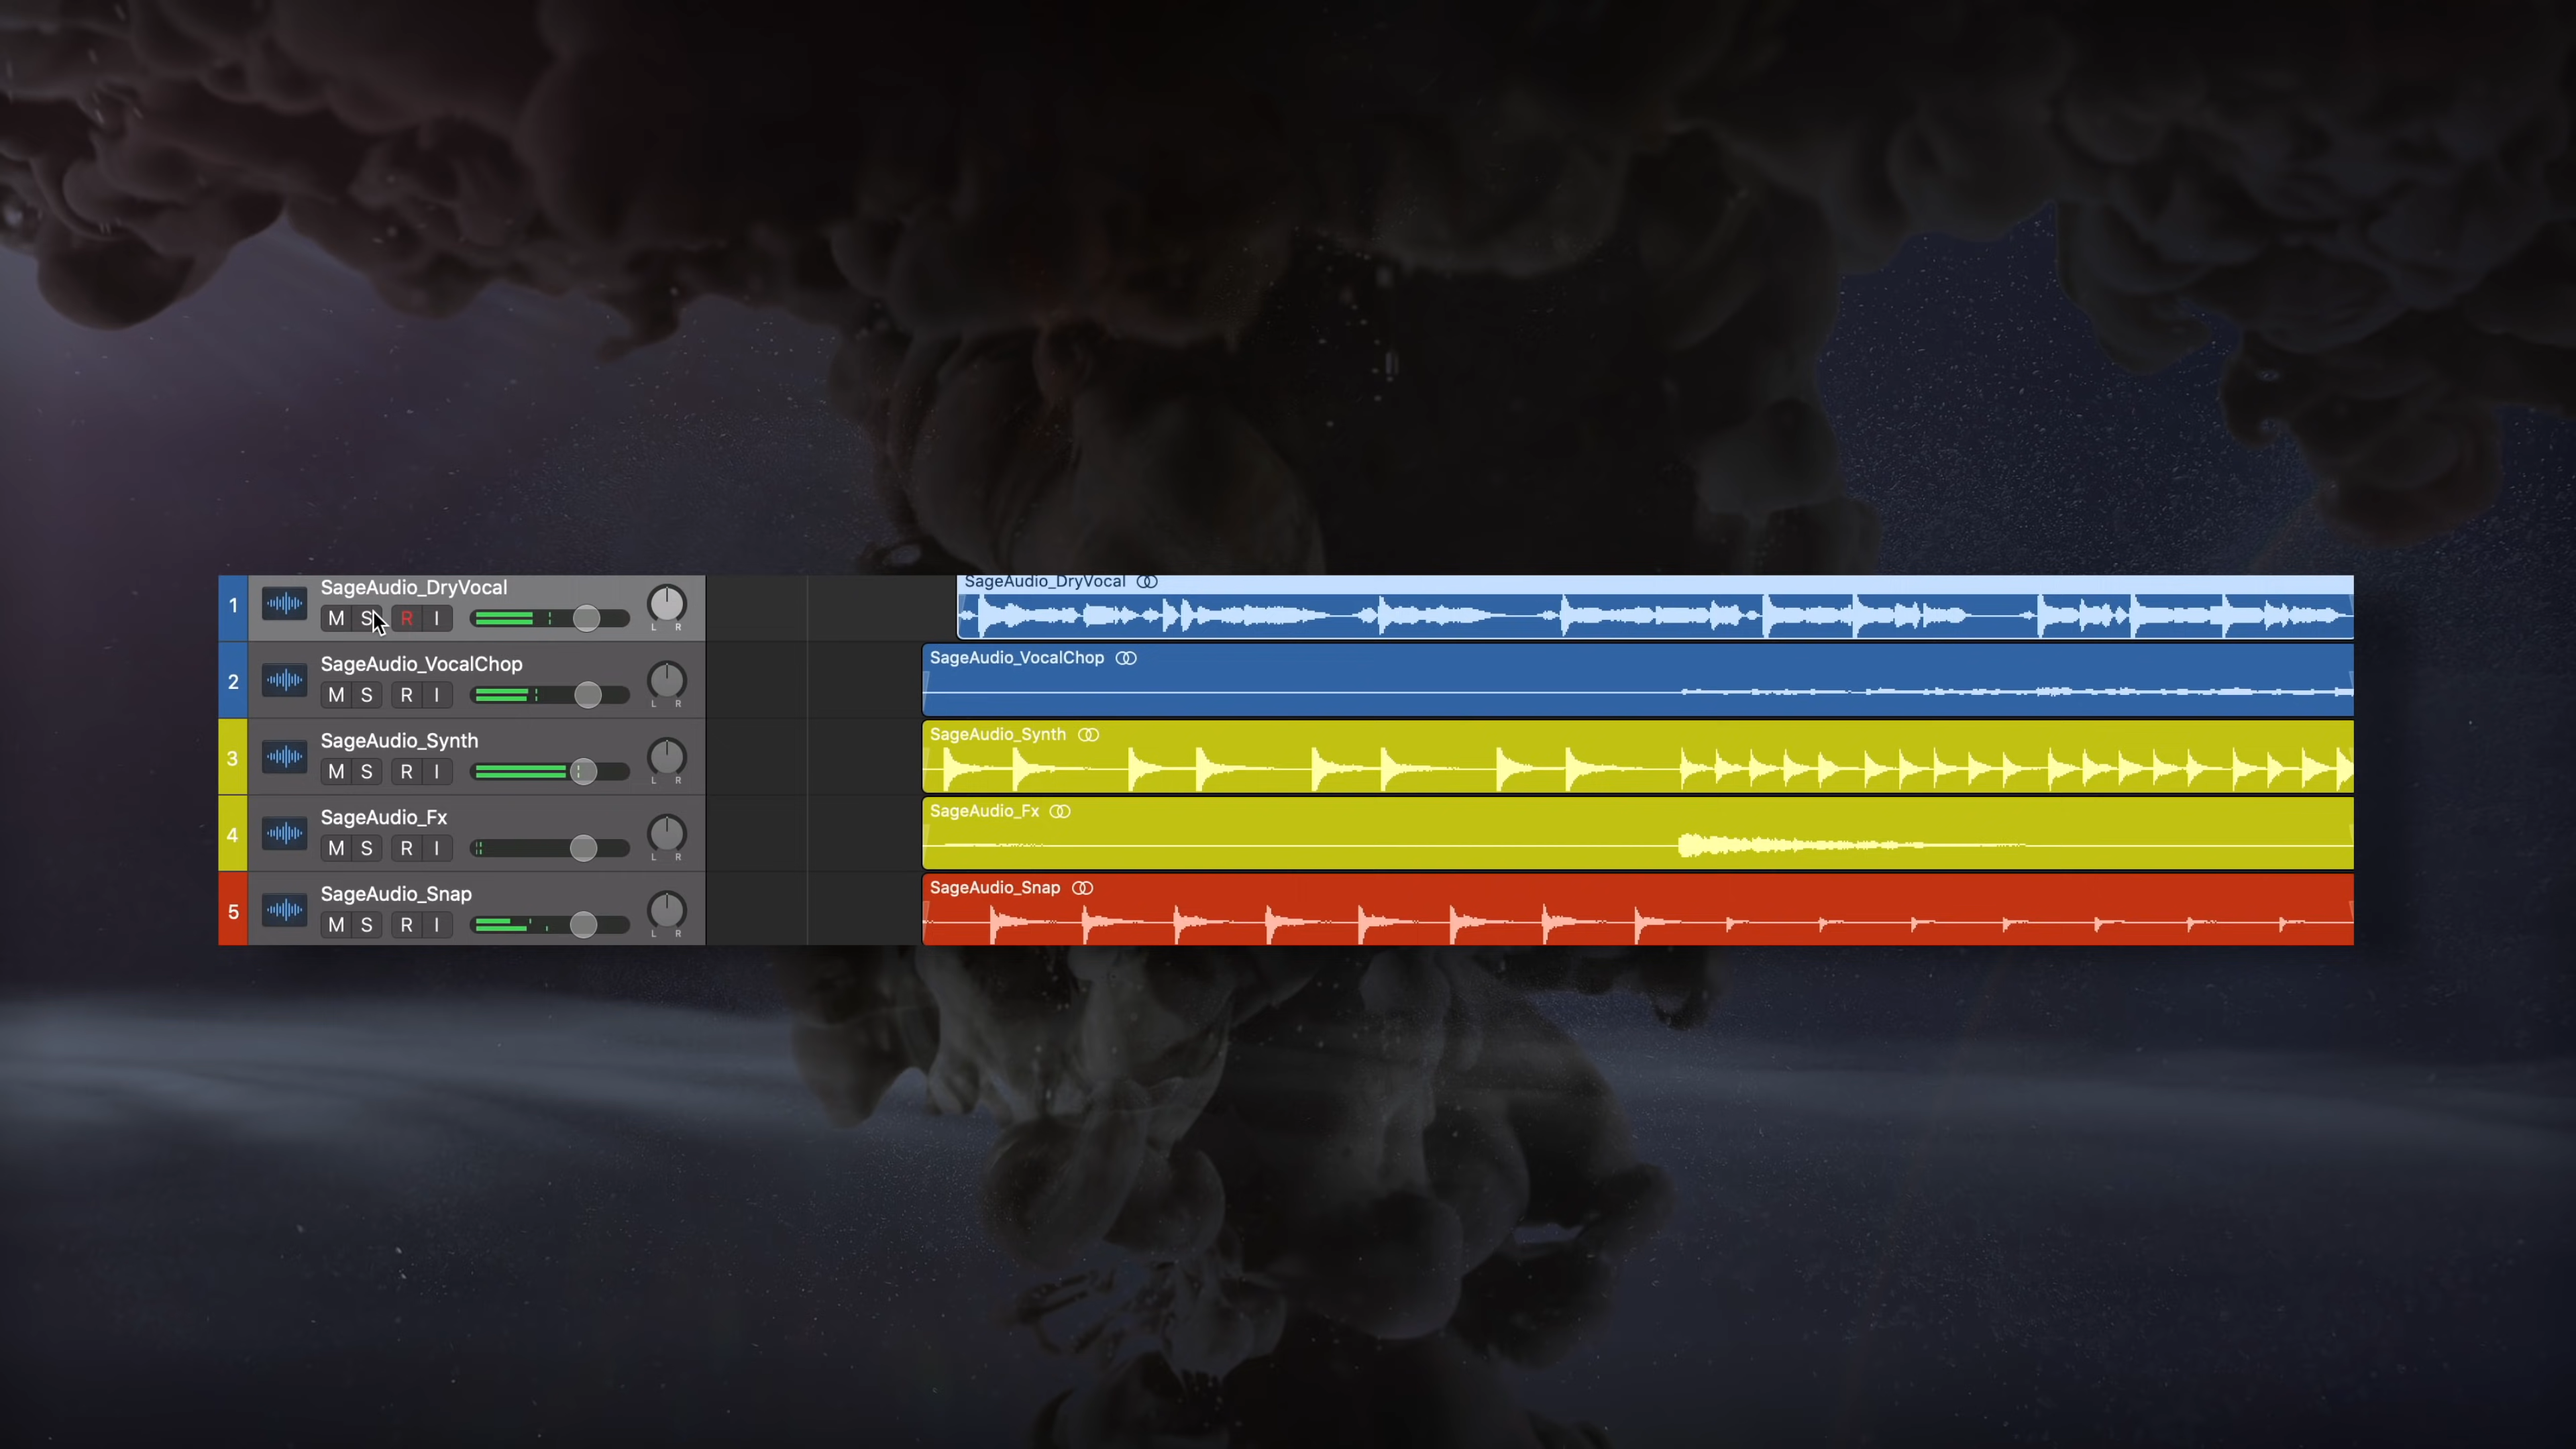 1 SageAudio_DryVocal
M S R I L R
SageAudio_DryVocal
2 SageAudio_VocalChop
M S R I L R
SageAudio_VocalChop
3 SageAudio_Synth
M S R I L R
SageAudio_Synth
4 SageAudio_Fx
M S R I L R
SageAudio_Fx
5 SageAudio_Snap
M S R I L R
SageAudio_Snap